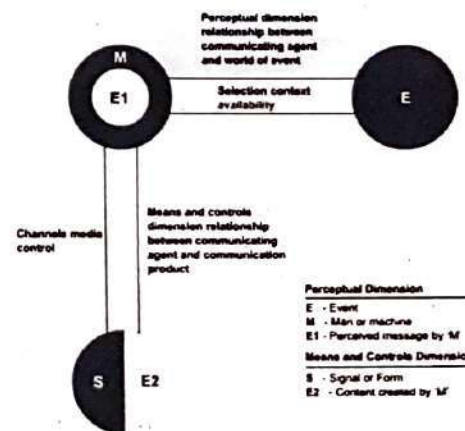 Perceptual dimension
relationship between
communicating agent
and world of event
M
E1
Selection context
availability
E
Channels media
control
Means and controls
dimension relationship
between communicating
agent and communication
product
S
E2
Perceptual Dimension
E - Event
M - Man or machine
E1 - Perceived message by 'M'
Means and Controls Dimension
S - Signal or Form
E2 - Content created by 'M'